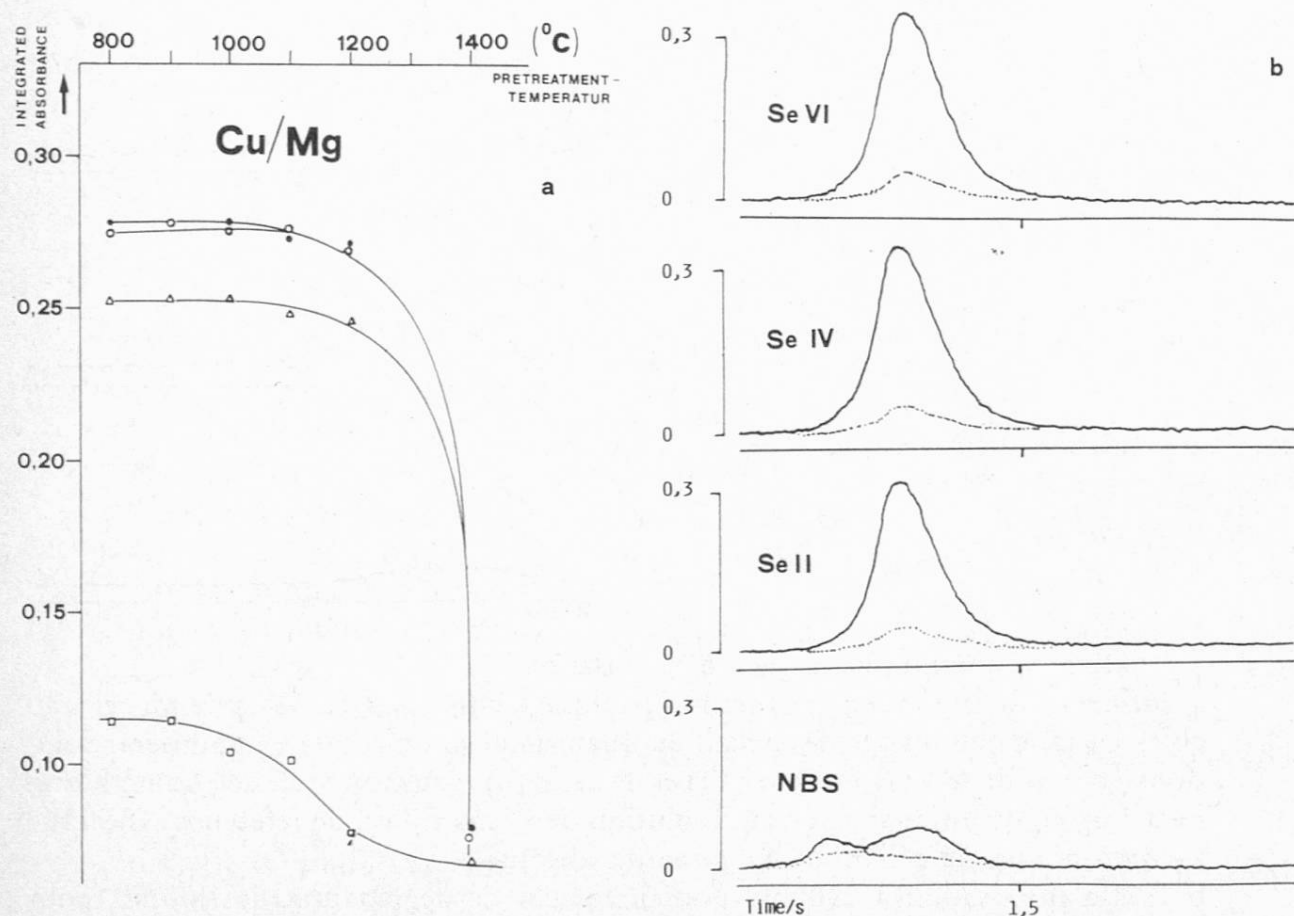 800 1000 1200 1400 (°C)
INTEGRATED
ABSORBANCE
PRETREATMENT-
TEMPERATUR
Cu/Mg
a
0,30
0,25
0,20
0,15
0,10
b
0,3
Se VI
0
0,3
Se IV
0
0,3
Se II
0
0,3
NBS
0
Time/s 1,5